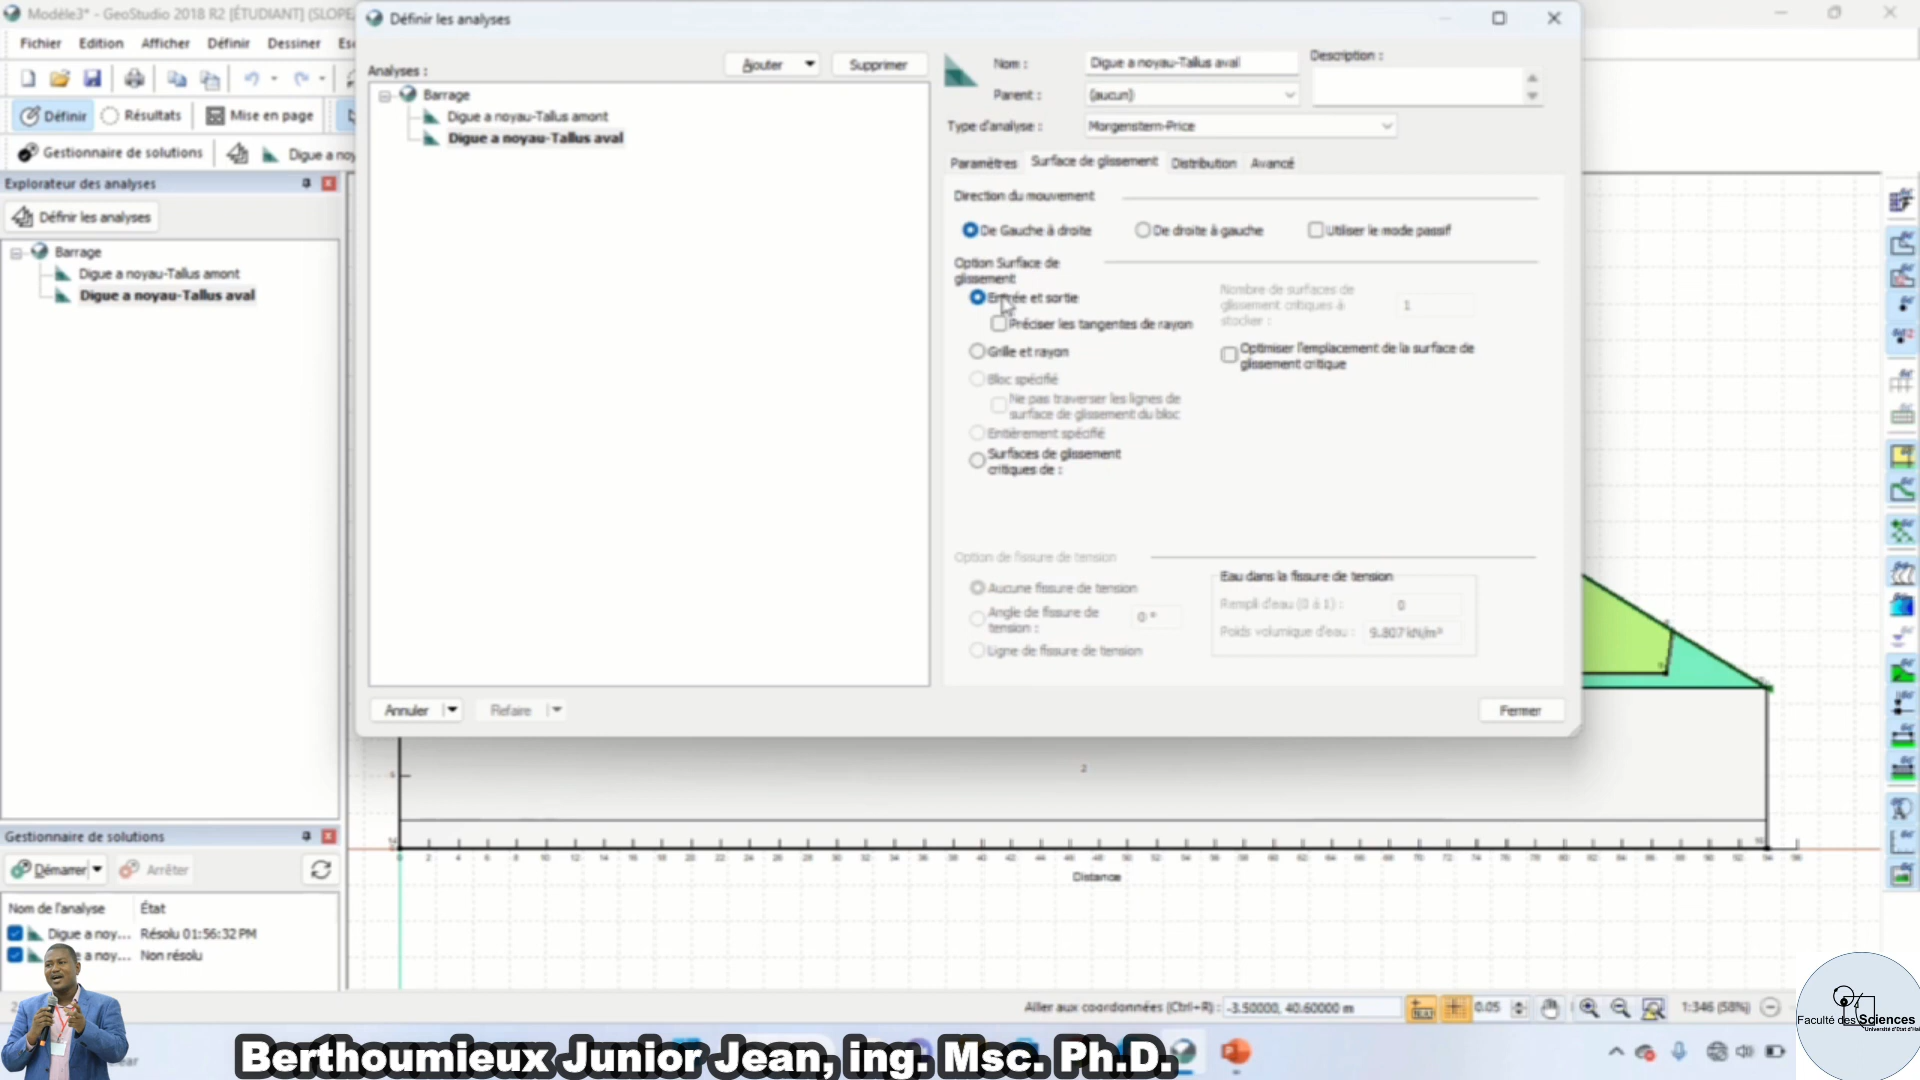 Modèle3* - GeoStudio 2018 R2 [ÉTUDIANT] (SLOPE
Définir les analyses
Fichier Edition Afficher Définir Dessiner Es
Analyses :
Ajouter
Supprimer
Nom :
Digue a noyau-Tallus aval
Description :
Parent :
(aucun)
Type d'analyse :
Morgenstern-Price
Définir
Résultats
Mise en page
Gestionnaire de solutions
Digue a noy
Barrage
Digue a noyau-Tallus amont
Digue a noyau-Tallus aval
Paramètres Surface de glissement Distribution Avancé
Direction du mouvement
De Gauche à droite
De droite à gauche
Utiliser le mode passif
Option Surface de
glissement
Entrée et sortie
Préciser les tangentes de rayon
Grille et rayon
Bloc spécifié
Ne pas traverser les lignes de
surface de glissement du bloc
Entièrement spécifié
Surfaces de glissement
critiques de :
Nombre de surfaces de
glissement critiques à
stocker :
1
Optimiser l'emplacement de la surface de
glissement critique
Option de fissure de tension
Aucune fissure de tension
Angle de fissure de
tension :
0 °
Ligne de fissure de tension
Eau dans la fissure de tension
Rempli d'eau (0 à 1) :
0
Poids volumique d'eau :
9.807 kN/m³
Annuler
Refaire
Fermer
Explorateur des analyses
Définir les analyses
Barrage
Digue a noyau-Tallus amont
Digue a noyau-Tallus aval
Gestionnaire de solutions
Démarrer
Arrêter
Nom de l'analyse
État
Digue a noy...
Résolu 01:56:32 PM
e a noy...
Non résolu
2
Distance
Aller aux coordonnées (Ctrl+R) :
-3.50000, 40.60000 m
0.05
1:346 (58%)
Berthoumieux Junior Jean, ing. Msc. Ph.D.
Faculté des Sciences